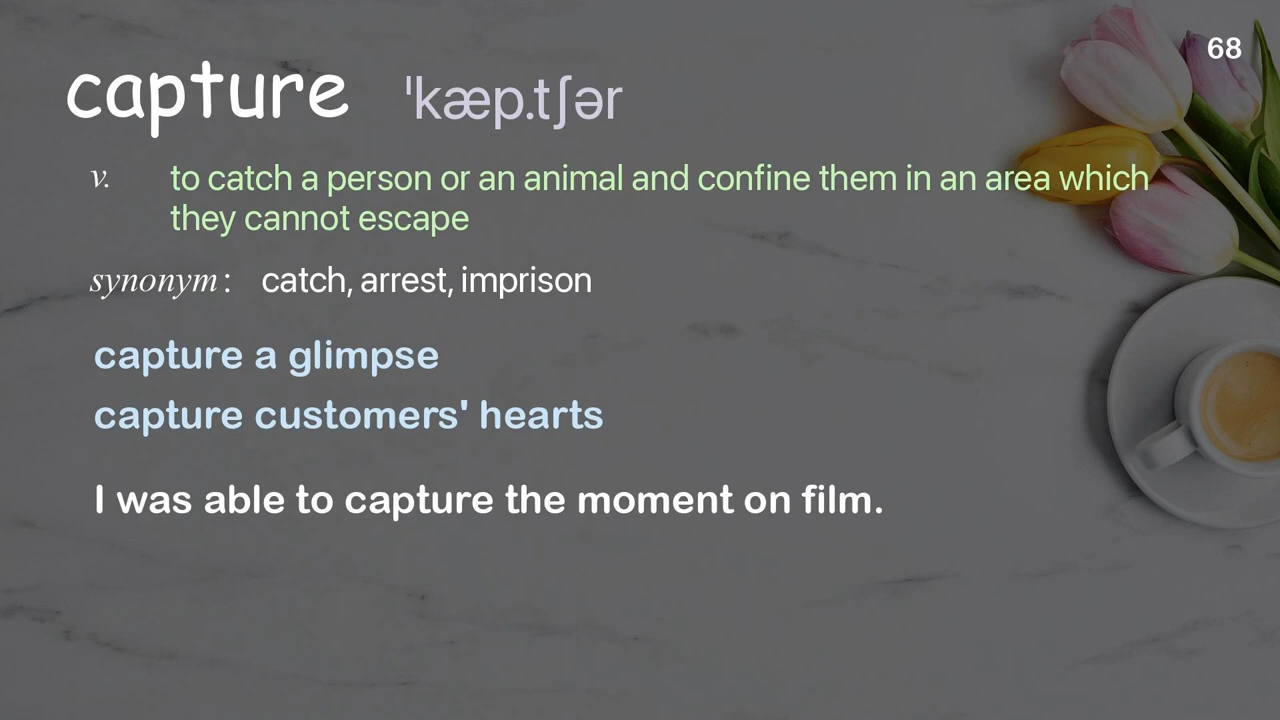 68
capture ˈkæp.tʃər
v. to catch a person or an animal and confine them in an area which
they cannot escape
synonym: catch, arrest, imprison
capture a glimpse
capture customers' hearts
I was able to capture the moment on film.